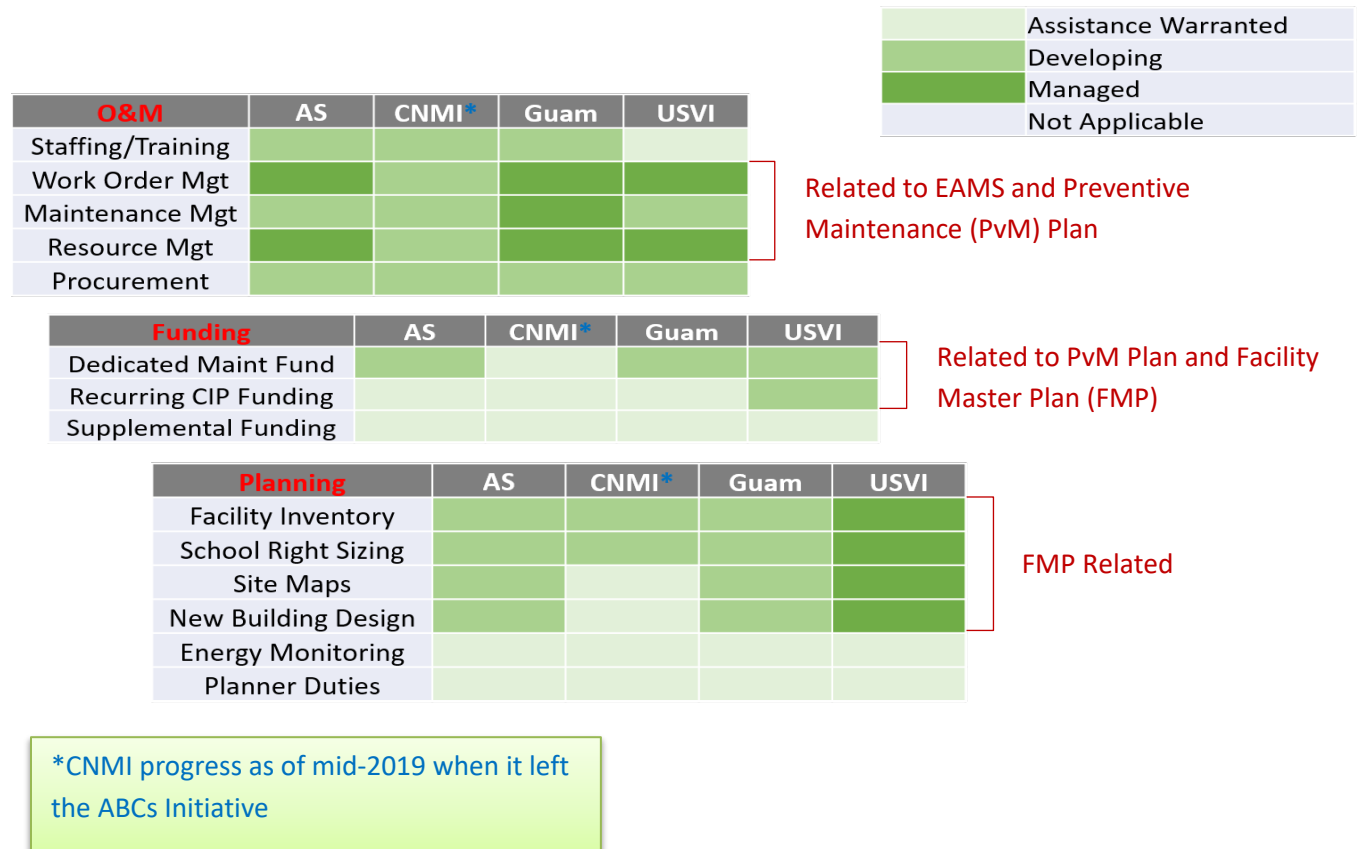 Assistance Warranted
Developing
Managed
Not Applicable
O&M AS CNMI* Guam USVI
Staffing/Training
Work Order Mgt
Maintenance Mgt
Resource Mgt
Procurement
Related to EAMS and Preventive
Maintenance (PvM) Plan
Funding AS CNMI* Guam USVI
Dedicated Maint Fund
Recurring CIP Funding
Supplemental Funding
Related to PvM Plan and Facility
Master Plan (FMP)
Planning AS CNMI* Guam USVI
Facility Inventory
School Right Sizing
Site Maps
New Building Design
Energy Monitoring
Planner Duties
FMP Related
*CNMI progress as of mid-2019 when it left
the ABCs Initiative